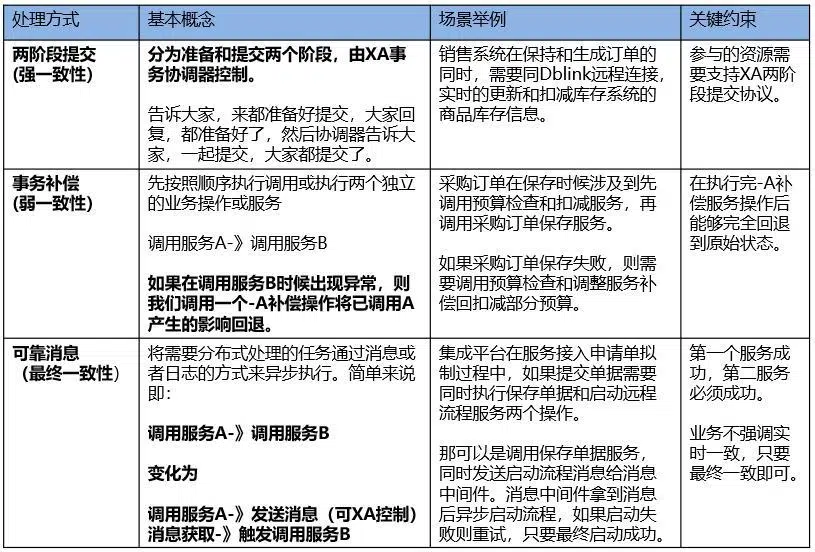 处理方式
基本概念
场景举例
关键约束
两阶段提交
(强一致性)
分为准备和提交两个阶段，由XA事
务协调器控制。
告诉大家，来都准备好提交，大家回
复，都准备好了，然后协调器告诉大
家，一起提交，大家都提交了。
销售系统在保持和生成订单的
同时，需要同Dblink远程连接，
实时的更新和扣减库存系统的
商品库存信息。
参与的资源需
要支持XA两阶
段提交协议。
事务补偿
(弱一致性)
先按照顺序执行调用或执行两个独立
的业务操作或服务
调用服务A-》调用服务B
如果在调用服务B时候出现异常，则
我们调用一个-A补偿操作将已调用A
产生的影响回退。
采购订单在保存时候涉及到先
调用预算检查和扣减服务，再
调用采购订单保存服务。
如果采购订单保存失败，则需
要调用预算检查和调整服务补
偿回扣减部分预算。
在执行完-A补
偿服务操作后
能够完全回退
到原始状态。
可靠消息
（最终一致性）
将需要分布式处理的任务通过消息或
者日志的方式来异步执行。简单来说
即：
调用服务A-》调用服务B
变化为
调用服务A-》发送消息（可XA控制）
消息获取-》触发调用服务B
集成平台在服务接入申请单拟
制过程中，如果提交单据需要
同时执行保存单据和启动远程
流程服务两个操作。
那可以是调用保存单据服务，
同时发送启动流程消息给消息
中间件。消息中间件拿到消息
后异步启动流程，如果启动失
败则重试，只要最终启动成功。
第一个服务成
功，第二服务
必须成功。
业务不强调实
时一致，只要
最终一致即可。